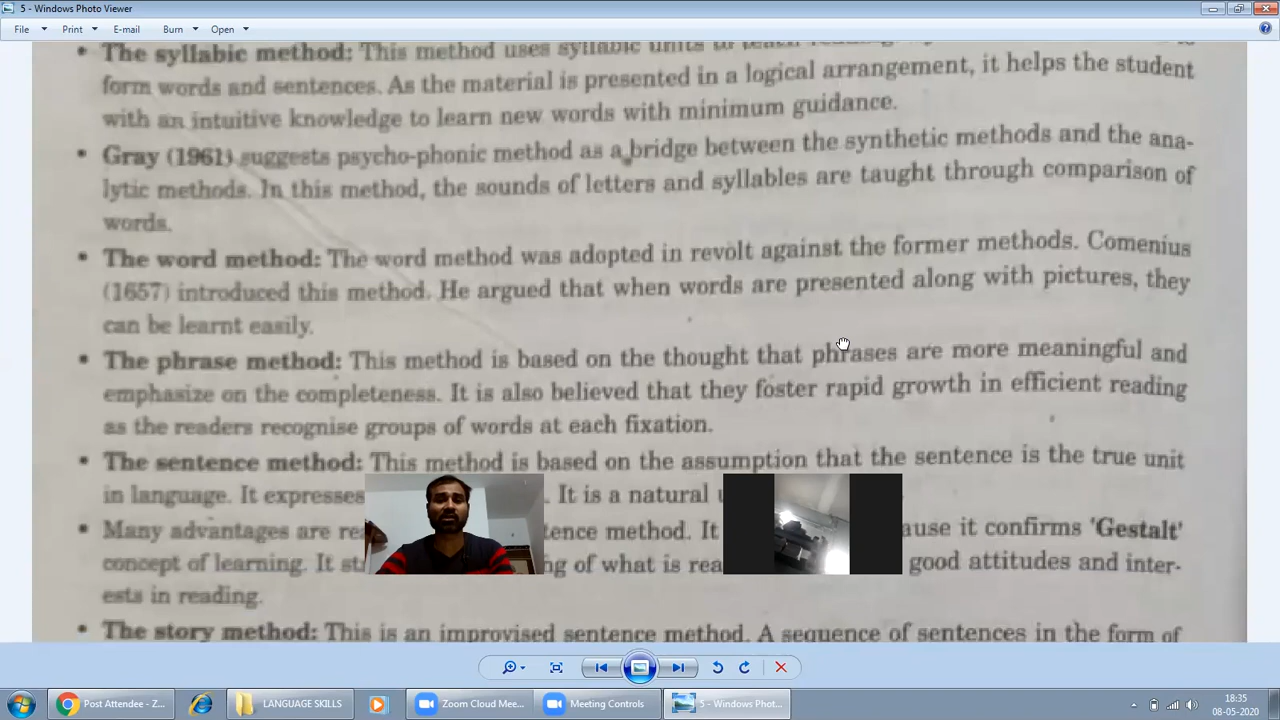 5 - Windows Photo Viewer
File Print E-mail Burn Open
• The syllabic method: This method uses syllabic units to teach reading.
form words and sentences. As the material is presented in a logical arrangement, it helps the student
with an intuitive knowledge to learn new words with minimum guidance.
• Gray (1961) suggests psycho-phonic method as a bridge between the synthetic methods and the ana-
lytic methods. In this method, the sounds of letters and syllables are taught through comparison of
words.
• The word method: The word method was adopted in revolt against the former methods. Comenius
(1657) introduced this method. He argued that when words are presented along with pictures, they
can be learnt easily.
• The phrase method: This method is based on the thought that phrases are more meaningful and
emphasize on the completeness. It is also believed that they foster rapid growth in efficient reading
as the readers recognise groups of words at each fixation.
• The sentence method: This method is based on the assumption that the sentence is the true unit
in language. It expresses . It is a natural
• Many advantages are tence method. It ause it confirms 'Gestalt'
concept of learning. It ng of what is good attitudes and inter-
ests in reading.
• The story method: This is an improvised sentence method. A sequence of sentences in the form of
Post Attendee - Z... LANGUAGE SKILLS Zoom Cloud Mee... Meeting Controls 5 - Windows Phot... 18:35
08-05-2020